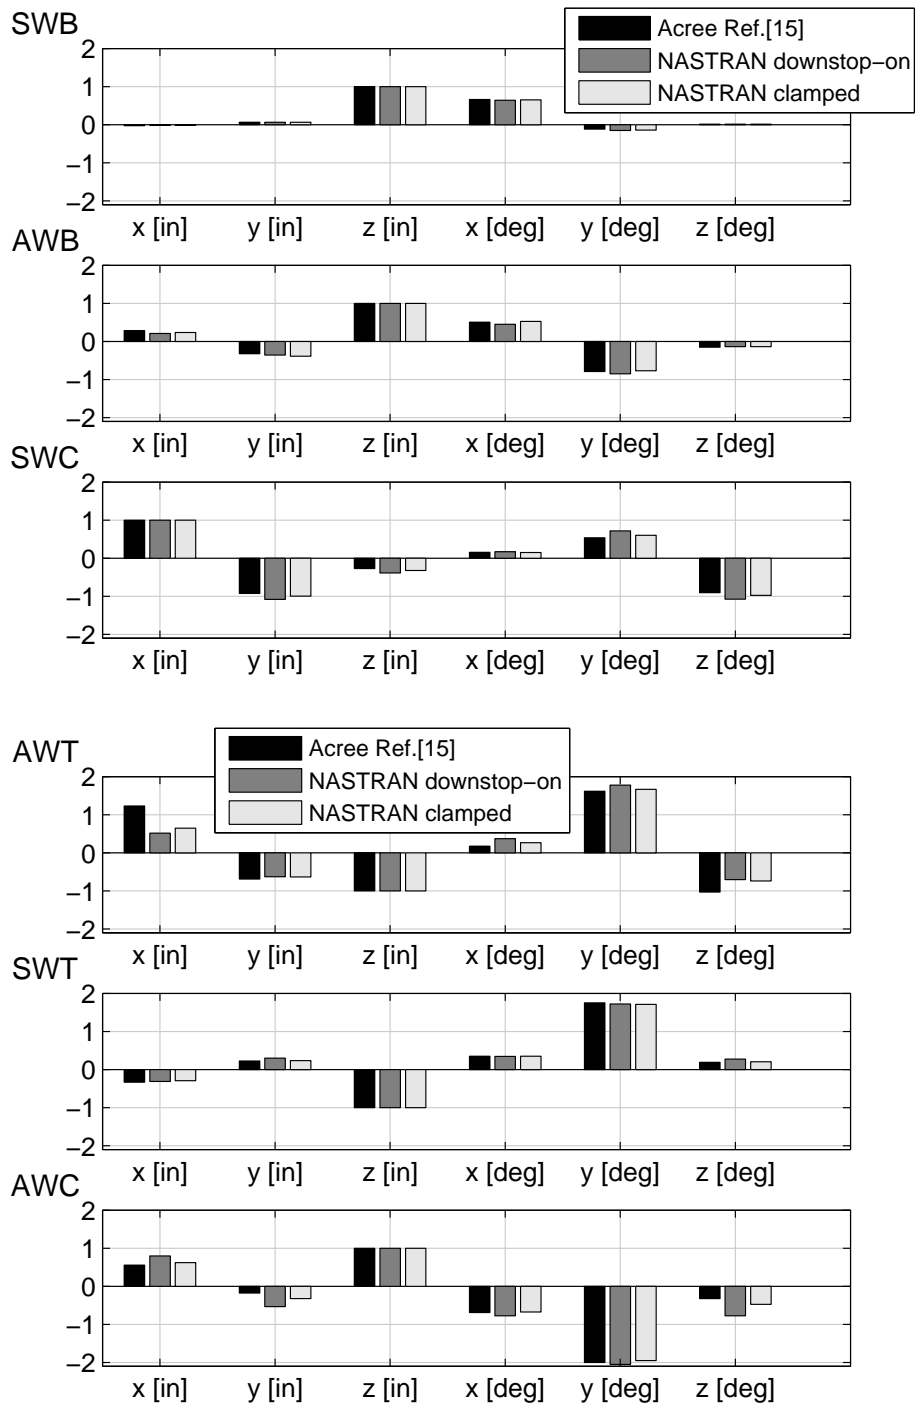 SWB
Acree Ref.[15]
NASTRAN downstop−on
NASTRAN clamped
2
1
0
−1
−2
x [in] y [in] z [in] x [deg] y [deg] z [deg]
AWB
2
1
0
−1
−2
x [in] y [in] z [in] x [deg] y [deg] z [deg]
SWC
2
1
0
−1
−2
x [in] y [in] z [in] x [deg] y [deg] z [deg]
AWT
Acree Ref.[15]
NASTRAN downstop−on
NASTRAN clamped
2
1
0
−1
−2
x [in] y [in] z [in] x [deg] y [deg] z [deg]
SWT
2
1
0
−1
−2
x [in] y [in] z [in] x [deg] y [deg] z [deg]
AWC
2
1
0
−1
−2
x [in] y [in] z [in] x [deg] y [deg] z [deg]